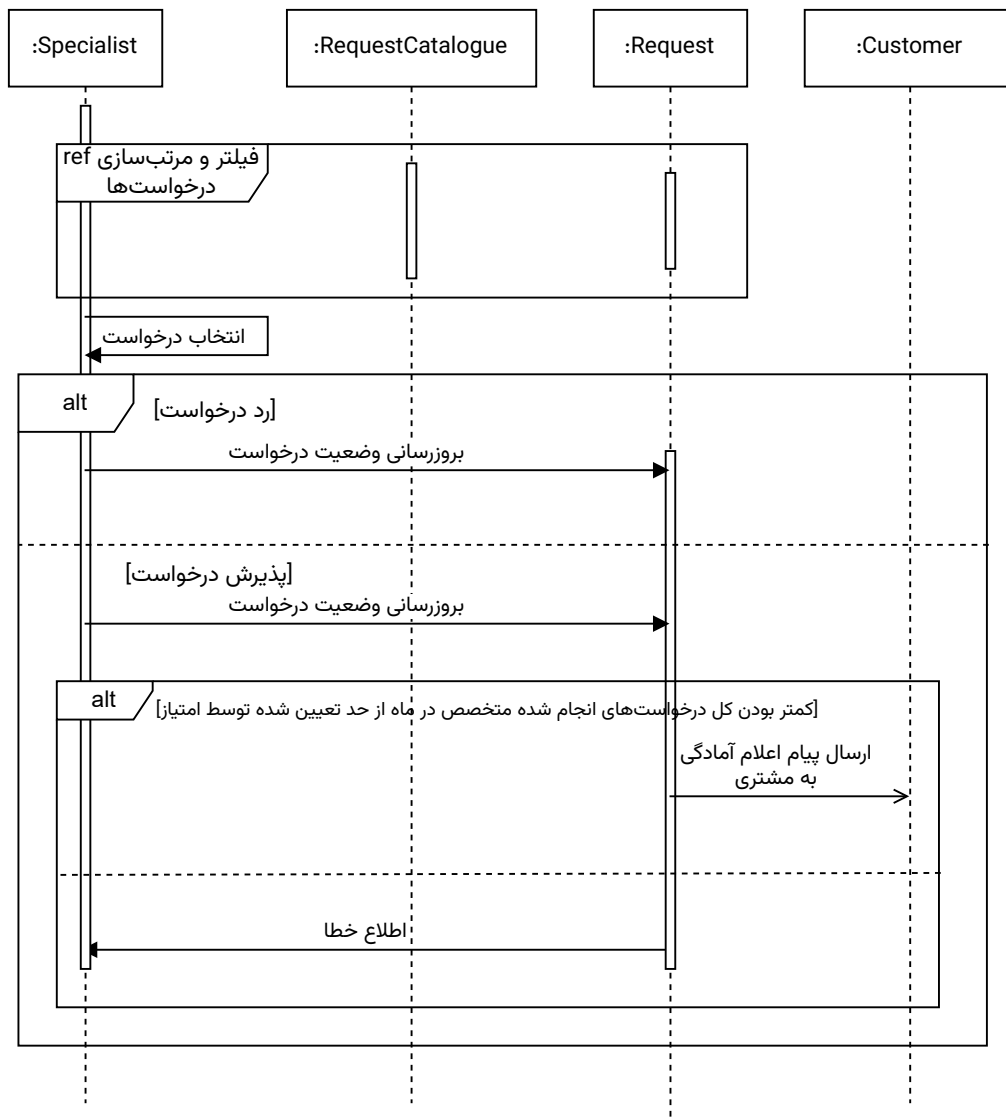 :Specialist
:RequestCatalogue
:Request
:Customer
ref فیلتر و مرتب‌سازی
درخواست‌ها
انتخاب درخواست
alt
[رد درخواست]
بروزرسانی وضعیت درخواست
[پذیرش درخواست]
بروزرسانی وضعیت درخواست
alt
[کمتر بودن کل درخواست‌های انجام شده متخصص در ماه از حد تعیین شده توسط امتیاز]
ارسال پیام اعلام آمادگی
به مشتری
اطلاع خطا